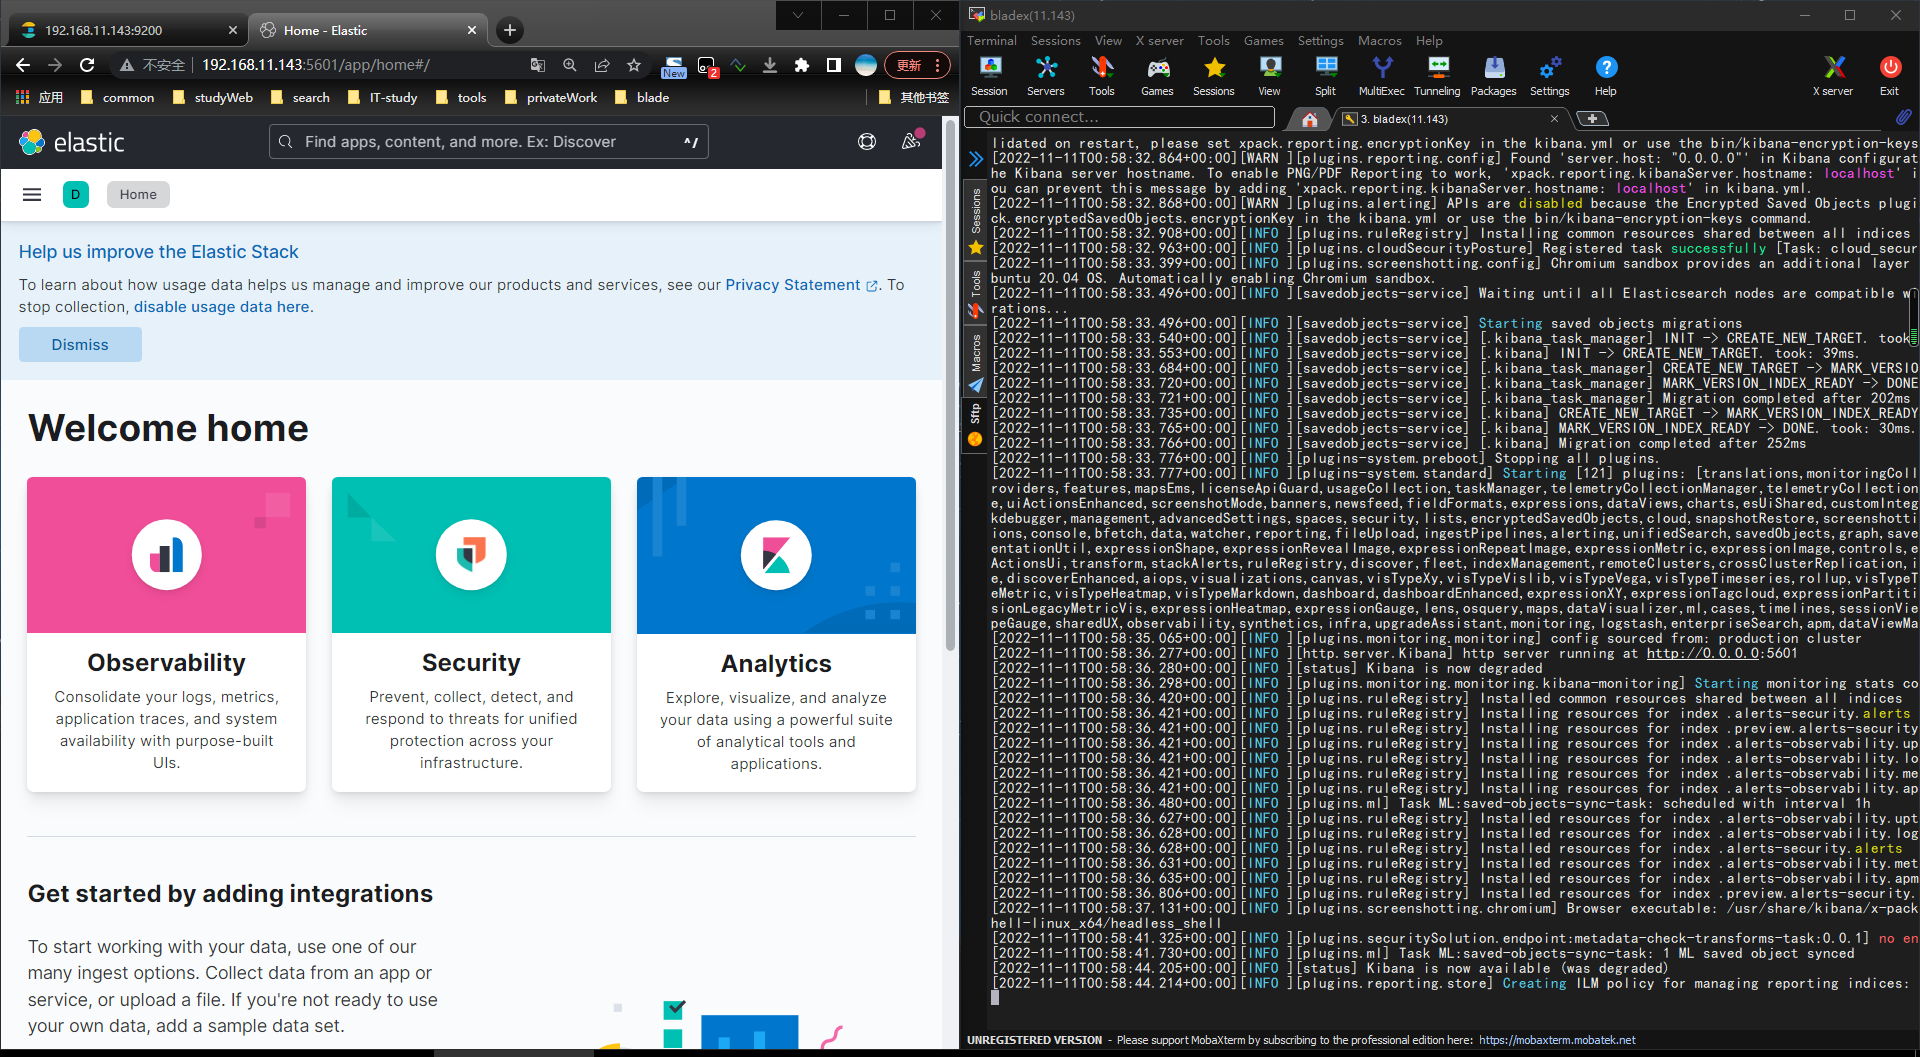 192.168.11.143:9200
Home - Elastic
不安全
192.168.11.143:5601/app/home#/
New
2
更新
应用
common
studyWeb
search
IT-study
tools
privateWork
blade
其他书签
elastic
Find apps, content, and more. Ex: Discover
^/
D
Home
Help us improve the Elastic Stack
To learn about how usage data helps us manage and improve our products and services, see our Privacy Statement. To
stop collection, disable usage data here.
Dismiss
Welcome home
Observability
Consolidate your logs, metrics,
application traces, and system
availability with purpose-built
UIs.
Security
Prevent, collect, detect, and
respond to threats for unified
protection across your
infrastructure.
Analytics
Explore, visualize, and analyze
your data using a powerful suite
of analytical tools and
applications.
Get started by adding integrations
To start working with your data, use one of our
many ingest options. Collect data from an app or
service, or upload a file. If you're not ready to use
your own data, add a sample data set.
bladex(11.143)
Terminal Sessions View X server Tools Games Settings Macros Help
Session Servers Tools Games Sessions View Split MultiExec Tunneling Packages Settings Help X server Exit
Quick connect...
3. bladex(11.143)
Sessions
Tools
Macros
Sftp
lidated on restart, please set xpack.reporting.encryptionKey in the kibana.yml or use the bin/kibana-encryption-keys
[2022-11-11T00:58:32.864+00:00][WARN ][plugins.reporting.config] Found 'server.host: "0.0.0.0"' in Kibana configurat
he Kibana server hostname. To enable PNG/PDF Reporting to work, 'xpack.reporting.kibanaServer.hostname: localhost' i
ou can prevent this message by adding 'xpack.reporting.kibanaServer.hostname: localhost' in kibana.yml.
[2022-11-11T00:58:32.868+00:00][WARN ][plugins.alerting] APIs are disabled because the Encrypted Saved Objects plugi
ck.encryptedSavedObjects.encryptionKey in the kibana.yml or use the bin/kibana-encryption-keys command.
[2022-11-11T00:58:32.908+00:00][INFO ][plugins.ruleRegistry] Installing common resources shared between all indices
[2022-11-11T00:58:32.963+00:00][INFO ][plugins.cloudSecurityPosture] Registered task successfully [Task: cloud_secur
[2022-11-11T00:58:33.399+00:00][INFO ][plugins.screenshotting.config] Chromium sandbox provides an additional layer
buntu 20.04 OS. Automatically enabling Chromium sandbox.
[2022-11-11T00:58:33.496+00:00][INFO ][savedobjects-service] Waiting until all Elasticsearch nodes are compatible w
rations...
[2022-11-11T00:58:33.496+00:00][INFO ][savedobjects-service] Starting saved objects migrations
[2022-11-11T00:58:33.540+00:00][INFO ][savedobjects-service] [.kibana_task_manager] INIT -> CREATE_NEW_TARGET. took
[2022-11-11T00:58:33.553+00:00][INFO ][savedobjects-service] [.kibana] INIT -> CREATE_NEW_TARGET. took: 39ms.
[2022-11-11T00:58:33.684+00:00][INFO ][savedobjects-service] [.kibana_task_manager] CREATE_NEW_TARGET -> MARK_VERSIO
[2022-11-11T00:58:33.720+00:00][INFO ][savedobjects-service] [.kibana_task_manager] MARK_VERSION_INDEX_READY -> DONE
[2022-11-11T00:58:33.721+00:00][INFO ][savedobjects-service] [.kibana_task_manager] Migration completed after 202ms
[2022-11-11T00:58:33.735+00:00][INFO ][savedobjects-service] [.kibana] CREATE_NEW_TARGET -> MARK_VERSION_INDEX_READY
[2022-11-11T00:58:33.765+00:00][INFO ][savedobjects-service] [.kibana] MARK_VERSION_INDEX_READY -> DONE. took: 30ms.
[2022-11-11T00:58:33.766+00:00][INFO ][savedobjects-service] [.kibana] Migration completed after 252ms
[2022-11-11T00:58:33.776+00:00][INFO ][plugins-system.preboot] Stopping all plugins.
[2022-11-11T00:58:33.777+00:00][INFO ][plugins-system.standard] Starting [121] plugins: [translations,monitoringColl
roviders,features,mapsEms,licenseApiGuard,usageCollection,taskManager,telemetryCollectionManager,telemetryCollection
e,uiActionsEnhanced,screenshotMode,banners,newsfeed,fieldFormats,expressions,dataViews,charts,esUiShared,customInteg
kdebugger,management,advancedSettings,spaces,security,lists,encryptedSavedObjects,cloud,snapshotRestore,screenshotti
ions,console,bfetch,data,watcher,reporting,fileUpload,ingestPipelines,alerting,unifiedSearch,savedObjects,graph,save
entationUtil,expressionShape,expressionRevealImage,expressionRepeatImage,expressionMetric,expressionImage,controls,e
ActionsUi,transform,stackAlerts,ruleRegistry,discover,fleet,indexManagement,remoteClusters,crossClusterReplication,i
e,discoverEnhanced,aiops,visualizations,canvas,visTypeXy,visTypeVislib,visTypeVega,visTypeTimeseries,rollup,visTypeT
eMetric,visTypeHeatmap,visTypeMarkdown,dashboard,dashboardEnhanced,expressionXY,expressionTagcloud,expressionPartiti
sionLegacyMetricVis,expressionHeatmap,expressionGauge,lens,osquery,maps,dataVisualizer,ml,cases,timelines,sessionVie
peGauge,sharedUX,observability,synthetics,infra,upgradeAssistant,monitoring,logstash,enterpriseSearch,apm,dataViewMa
[2022-11-11T00:58:35.065+00:00][INFO ][plugins.monitoring.monitoring] config sourced from: production cluster
[2022-11-11T00:58:36.277+00:00][INFO ][http.server.Kibana] http server running at http://0.0.0.0:5601
[2022-11-11T00:58:36.280+00:00][INFO ][status] Kibana is now degraded
[2022-11-11T00:58:36.298+00:00][INFO ][plugins.monitoring.monitoring.kibana-monitoring] Starting monitoring stats co
[2022-11-11T00:58:36.420+00:00][INFO ][plugins.ruleRegistry] Installed common resources shared between all indices
[2022-11-11T00:58:36.421+00:00][INFO ][plugins.ruleRegistry] Installing resources for index .alerts-security.alerts
[2022-11-11T00:58:36.421+00:00][INFO ][plugins.ruleRegistry] Installing resources for index .preview.alerts-security
[2022-11-11T00:58:36.421+00:00][INFO ][plugins.ruleRegistry] Installing resources for index .alerts-observability.up
[2022-11-11T00:58:36.421+00:00][INFO ][plugins.ruleRegistry] Installing resources for index .alerts-observability.lo
[2022-11-11T00:58:36.421+00:00][INFO ][plugins.ruleRegistry] Installing resources for index .alerts-observability.me
[2022-11-11T00:58:36.421+00:00][INFO ][plugins.ruleRegistry] Installing resources for index .alerts-observability.ap
[2022-11-11T00:58:36.480+00:00][INFO ][plugins.ml] Task ML:saved-objects-sync-task: scheduled with interval 1h
[2022-11-11T00:58:36.627+00:00][INFO ][plugins.ruleRegistry] Installed resources for index .alerts-observability.upt
[2022-11-11T00:58:36.628+00:00][INFO ][plugins.ruleRegistry] Installed resources for index .alerts-observability.log
[2022-11-11T00:58:36.628+00:00][INFO ][plugins.ruleRegistry] Installed resources for index .alerts-security.alerts
[2022-11-11T00:58:36.631+00:00][INFO ][plugins.ruleRegistry] Installed resources for index .alerts-observability.met
[2022-11-11T00:58:36.635+00:00][INFO ][plugins.ruleRegistry] Installed resources for index .alerts-observability.apm
[2022-11-11T00:58:36.806+00:00][INFO ][plugins.ruleRegistry] Installed resources for index .preview.alerts-security.
[2022-11-11T00:58:37.131+00:00][INFO ][plugins.screenshotting.chromium] Browser executable: /usr/share/kibana/x-pack
hell-linux_x64/headless_shell
[2022-11-11T00:58:41.325+00:00][INFO ][plugins.securitySolution.endpoint:metadata-check-transforms-task:0.0.1] no en
[2022-11-11T00:58:41.730+00:00][INFO ][plugins.ml] Task ML:saved-objects-sync-task: 1 ML saved object synced
[2022-11-11T00:58:44.205+00:00][INFO ][status] Kibana is now available (was degraded)
[2022-11-11T00:58:44.214+00:00][INFO ][plugins.reporting.store] Creating ILM policy for managing reporting indices:
UNREGISTERED VERSION - Please support MobaXterm by subscribing to the professional edition here: https://mobaxterm.mobatek.net